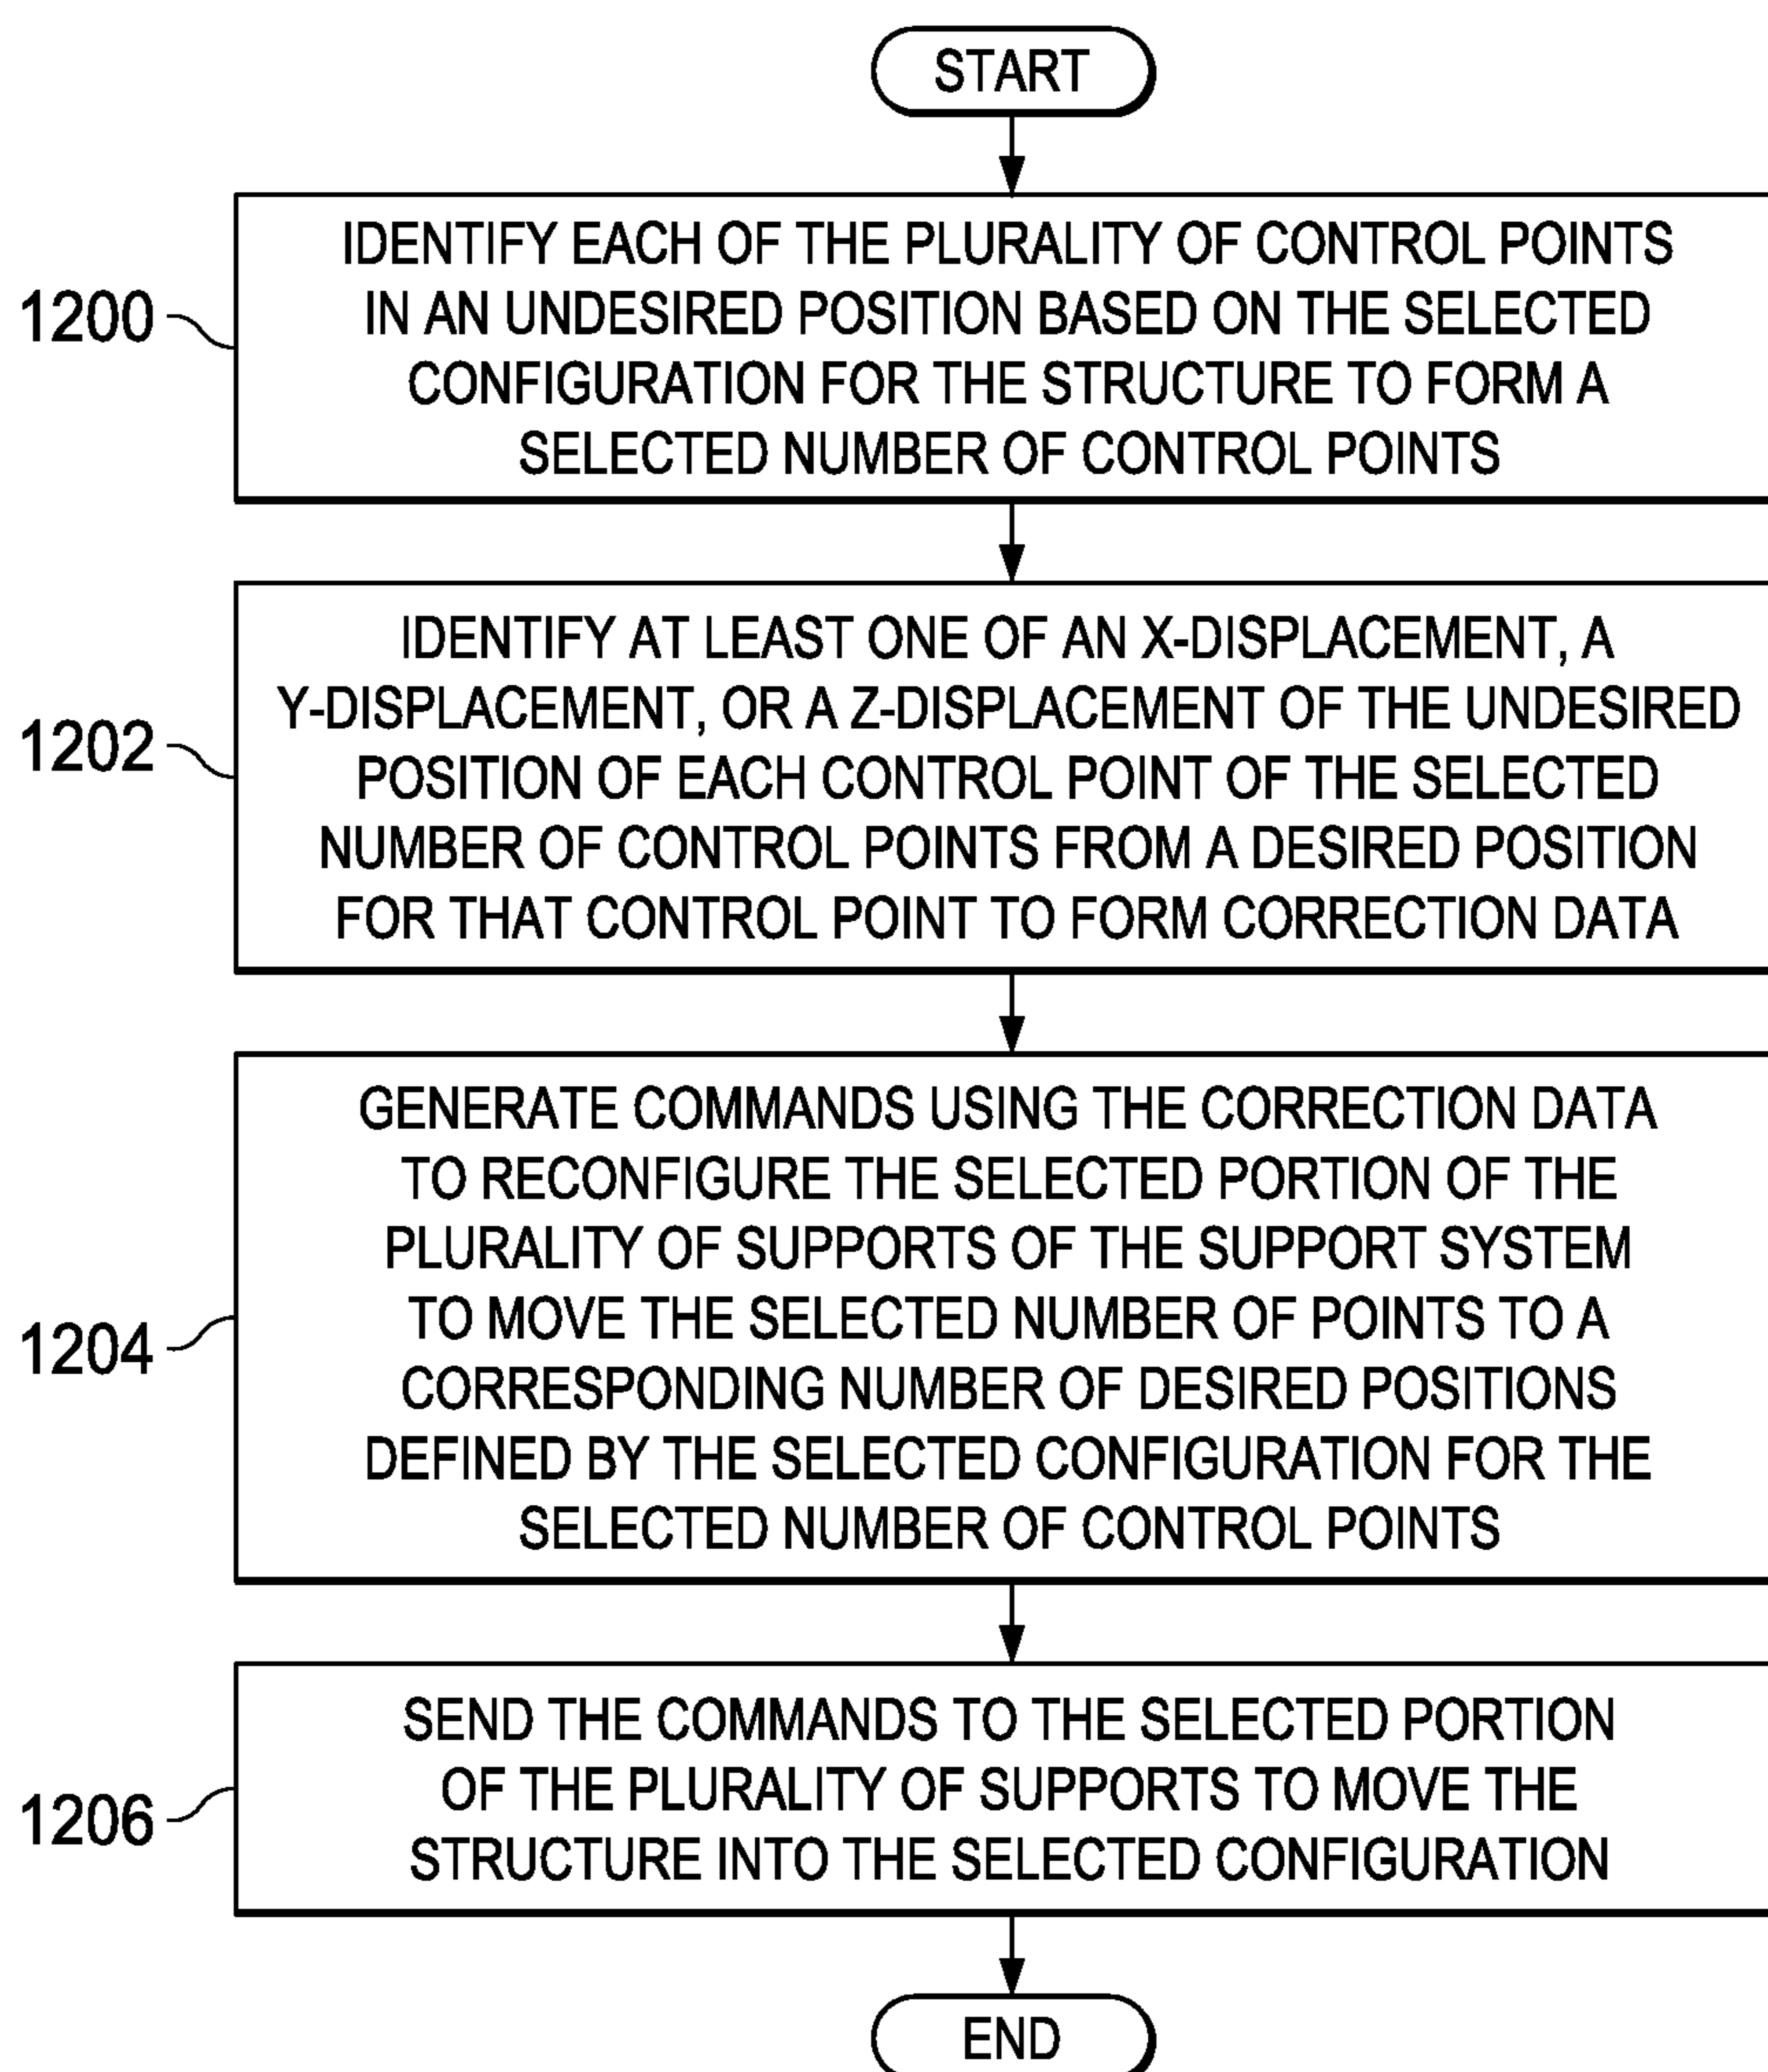 START
1200
IDENTIFY EACH OF THE PLURALITY OF CONTROL POINTS
IN AN UNDESIRED POSITION BASED ON THE SELECTED
CONFIGURATION FOR THE STRUCTURE TO FORM A
SELECTED NUMBER OF CONTROL POINTS
1202
IDENTIFY AT LEAST ONE OF AN X-DISPLACEMENT, A
Y-DISPLACEMENT, OR A Z-DISPLACEMENT OF THE UNDESIRED
POSITION OF EACH CONTROL POINT OF THE SELECTED
NUMBER OF CONTROL POINTS FROM A DESIRED POSITION
FOR THAT CONTROL POINT TO FORM CORRECTION DATA
1204
GENERATE COMMANDS USING THE CORRECTION DATA
TO RECONFIGURE THE SELECTED PORTION OF THE
PLURALITY OF SUPPORTS OF THE SUPPORT SYSTEM
TO MOVE THE SELECTED NUMBER OF POINTS TO A
CORRESPONDING NUMBER OF DESIRED POSITIONS
DEFINED BY THE SELECTED CONFIGURATION FOR THE
SELECTED NUMBER OF CONTROL POINTS
1206
SEND THE COMMANDS TO THE SELECTED PORTION
OF THE PLURALITY OF SUPPORTS TO MOVE THE
STRUCTURE INTO THE SELECTED CONFIGURATION
END